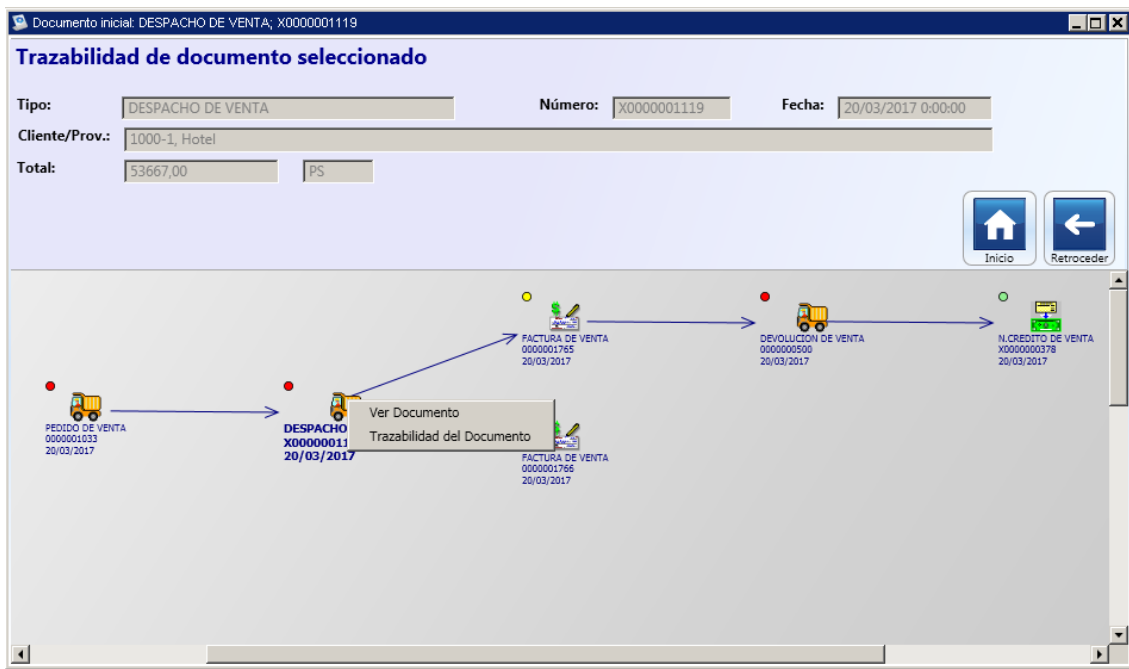 Documento inicial: DESPACHO DE VENTA; X0000001119
Trazabilidad de documento seleccionado
Tipo: DESPACHO DE VENTA Número: X0000001119 Fecha: 20/03/2017 0:00:00
Cliente/Prov.: 1000-1, Hotel
Total: 53667,00 PS
Inicio Retroceder
FACTURA DE VENTA
0000001765
20/03/2017
DEVOLUCION DE VENTA
0000000500
20/03/2017
N.CREDITO DE VENTA
X0000000378
20/03/2017
PEDIDO DE VENTA
0000001033
20/03/2017
DESPACHO
X00000011
20/03/2017
Ver Documento
Trazabilidad del Documento
FACTURA DE VENTA
0000001766
20/03/2017